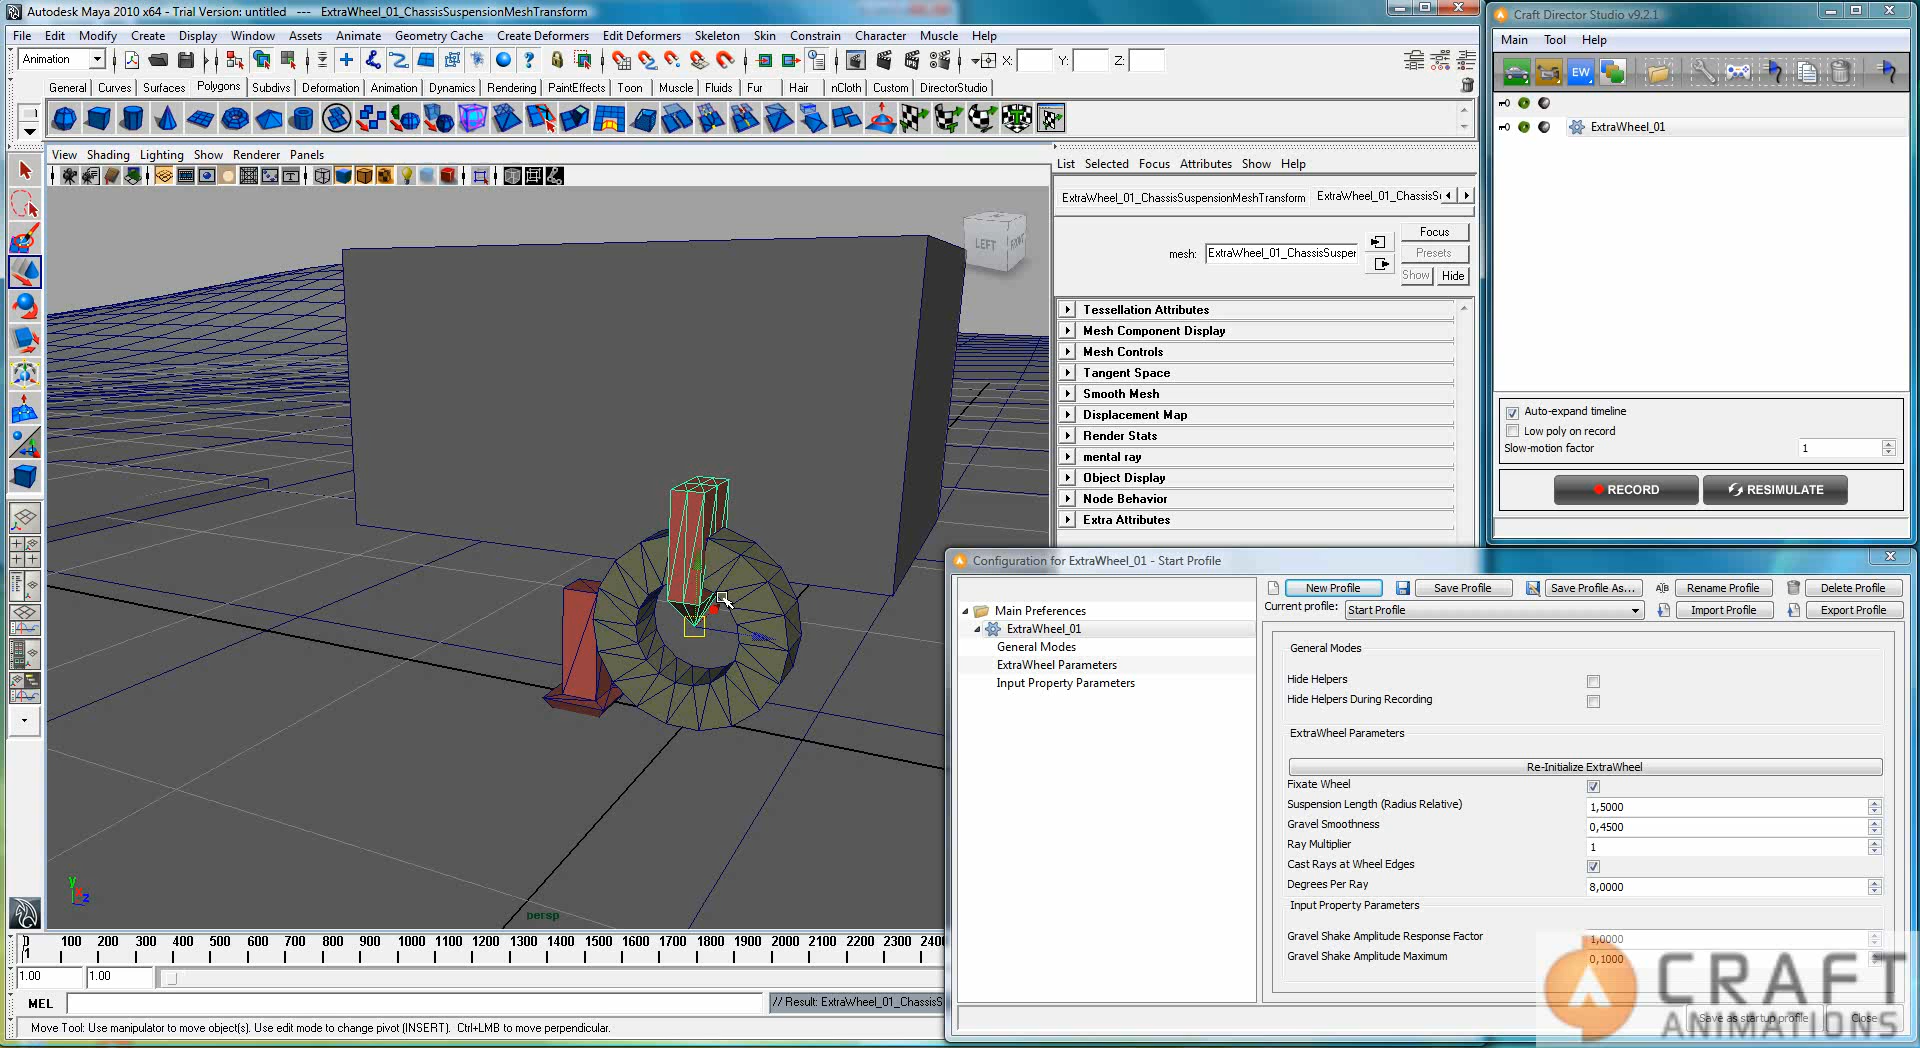 Autodesk Maya 2010 x64 - Trial Version: untitled --- ExtraWheel_01_ChassisSuspensionMeshTransform
File Edit Modify Create Display Window Assets Animate Geometry Cache Create Deformers Edit Deformers Skeleton Skin Constrain Character Muscle Help
Animation X: Y: Z:
General Curves Surfaces Polygons Subdivs Deformation Animation Dynamics Rendering PaintEffects Toon Muscle Fluids Fur Hair nCloth Custom DirectorStudio
View Shading Lighting Show Renderer Panels
LEFT
FRONT
persp
y
z
List Selected Focus Attributes Show Help
ExtraWheel_01_ChassisSuspensionMeshTransform ExtraWheel_01_ChassisSu
mesh: ExtraWheel_01_ChassisSusper
Focus
Presets
Show Hide
Tessellation Attributes
Mesh Component Display
Mesh Controls
Tangent Space
Smooth Mesh
Displacement Map
Render Stats
mental ray
Object Display
Node Behavior
Extra Attributes
Craft Director Studio v9.2.1
Main Tool Help
EW
ExtraWheel_01
Auto-expand timeline
Low poly on record
Slow-motion factor 1
RECORD RESIMULATE
Configuration for ExtraWheel_01 - Start Profile
Main Preferences
ExtraWheel_01
General Modes
ExtraWheel Parameters
Input Property Parameters
New Profile Save Profile Save Profile As... Rename Profile Delete Profile
Current profile: Start Profile Import Profile Export Profile
General Modes
Hide Helpers
Hide Helpers During Recording
ExtraWheel Parameters
Re-Initialize ExtraWheel
Fixate Wheel
Suspension Length (Radius Relative) 1,5000
Gravel Smoothness 0,4500
Ray Multiplier 1
Cast Rays at Wheel Edges
Degrees Per Ray 8,0000
Input Property Parameters
Gravel Shake Amplitude Response Factor 1,0000
Gravel Shake Amplitude Maximum 0,1000
Save as startup profile Close
CRAFT
ANIMATIONS
1 100 200 300 400 500 600 700 800 900 1000 1100 1200 1300 1400 1500 1600 1700 1800 1900 2000 2100 2200 2300 240
1.00 1.00
MEL // Result: ExtraWheel_01_ChassisS
Move Tool: Use manipulator to move object(s). Use edit mode to change pivot (INSERT). Ctrl+LMB to move perpendicular.